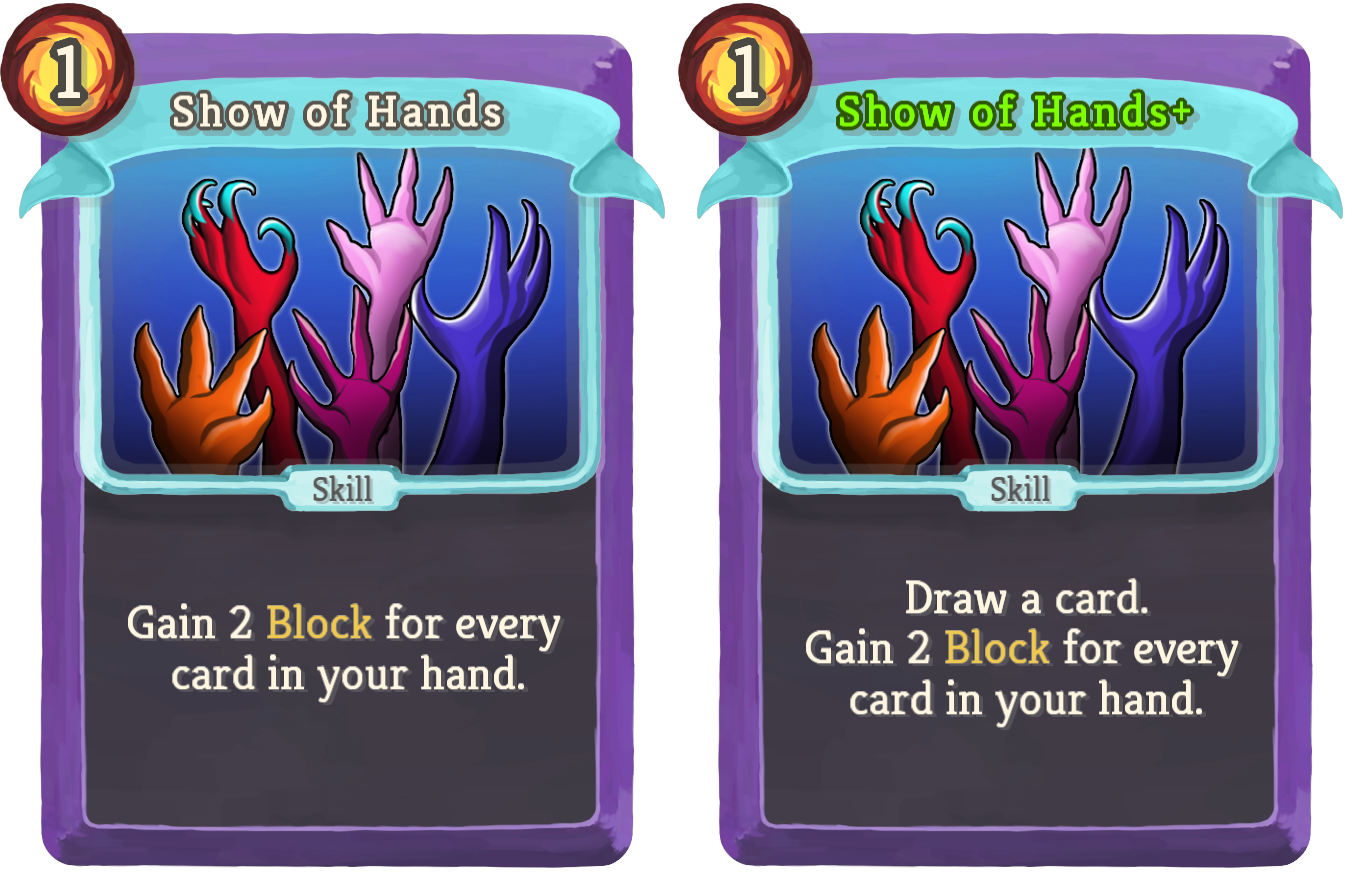 1
Show of Hands
Skill
Gain 2 Block for every
card in your hand.
1
Show of Hands+
Skill
Draw a card.
Gain 2 Block for every
card in your hand.